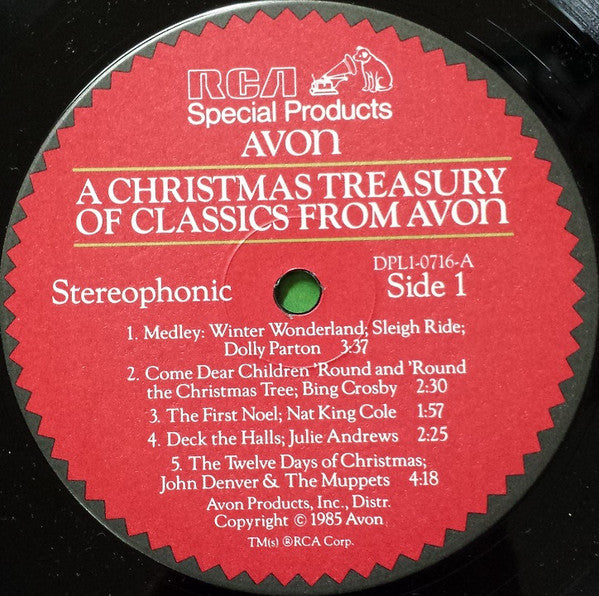 RCA
Special Products
AVON
A CHRISTMAS TREASURY
OF CLASSICS FROM AVON
DPL1-0716-A
Stereophonic Side 1
1. Medley: Winter Wonderland; Sleigh Ride;
Dolly Parton 3:37
2. Come Dear Children 'Round and 'Round
the Christmas Tree; Bing Crosby 2:30
3. The First Noel; Nat King Cole 1:57
4. Deck the Halls; Julie Andrews 2:25
5. The Twelve Days of Christmas;
John Denver & The Muppets 4:18
Avon Products, Inc., Distr.
Copyright © 1985 Avon
TM(s) ®RCA Corp.